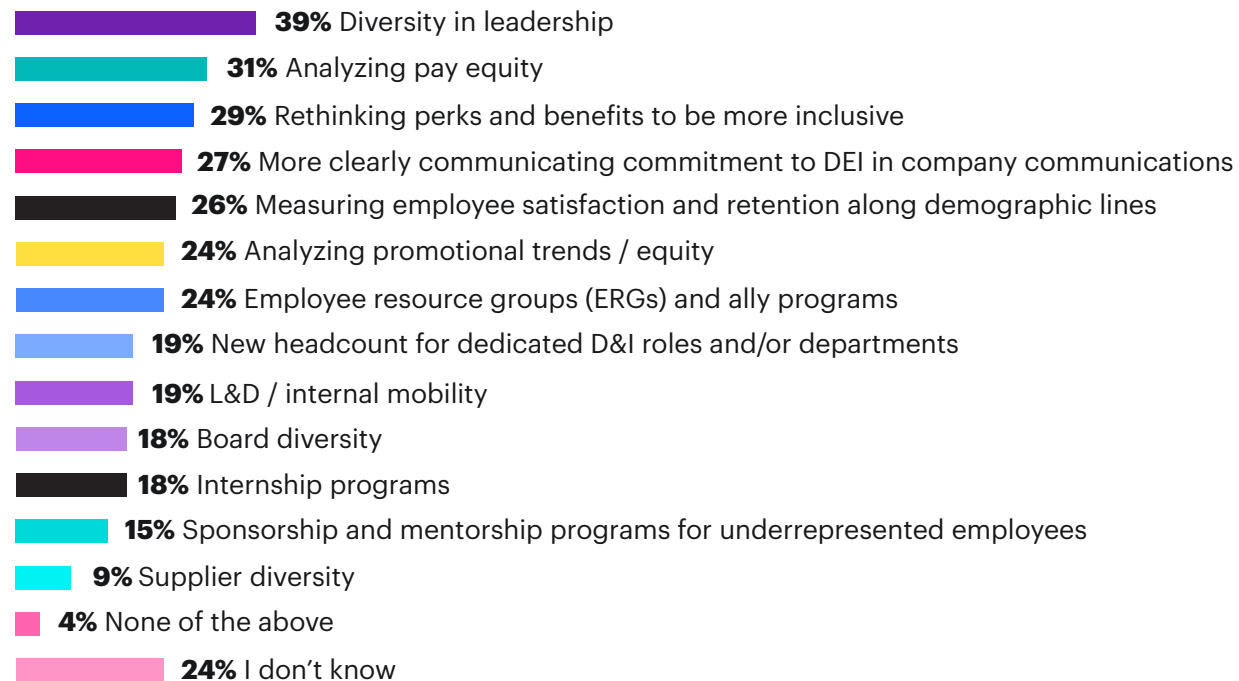 39% Diversity in leadership
31% Analyzing pay equity
29% Rethinking perks and benefits to be more inclusive
27% More clearly communicating commitment to DEI in company communications
26% Measuring employee satisfaction and retention along demographic lines
24% Analyzing promotional trends / equity
24% Employee resource groups (ERGs) and ally programs
19% New headcount for dedicated D&I roles and/or departments
19% L&D / internal mobility
18% Board diversity
18% Internship programs
15% Sponsorship and mentorship programs for underrepresented employees
9% Supplier diversity
4% None of the above
24% I don’t know